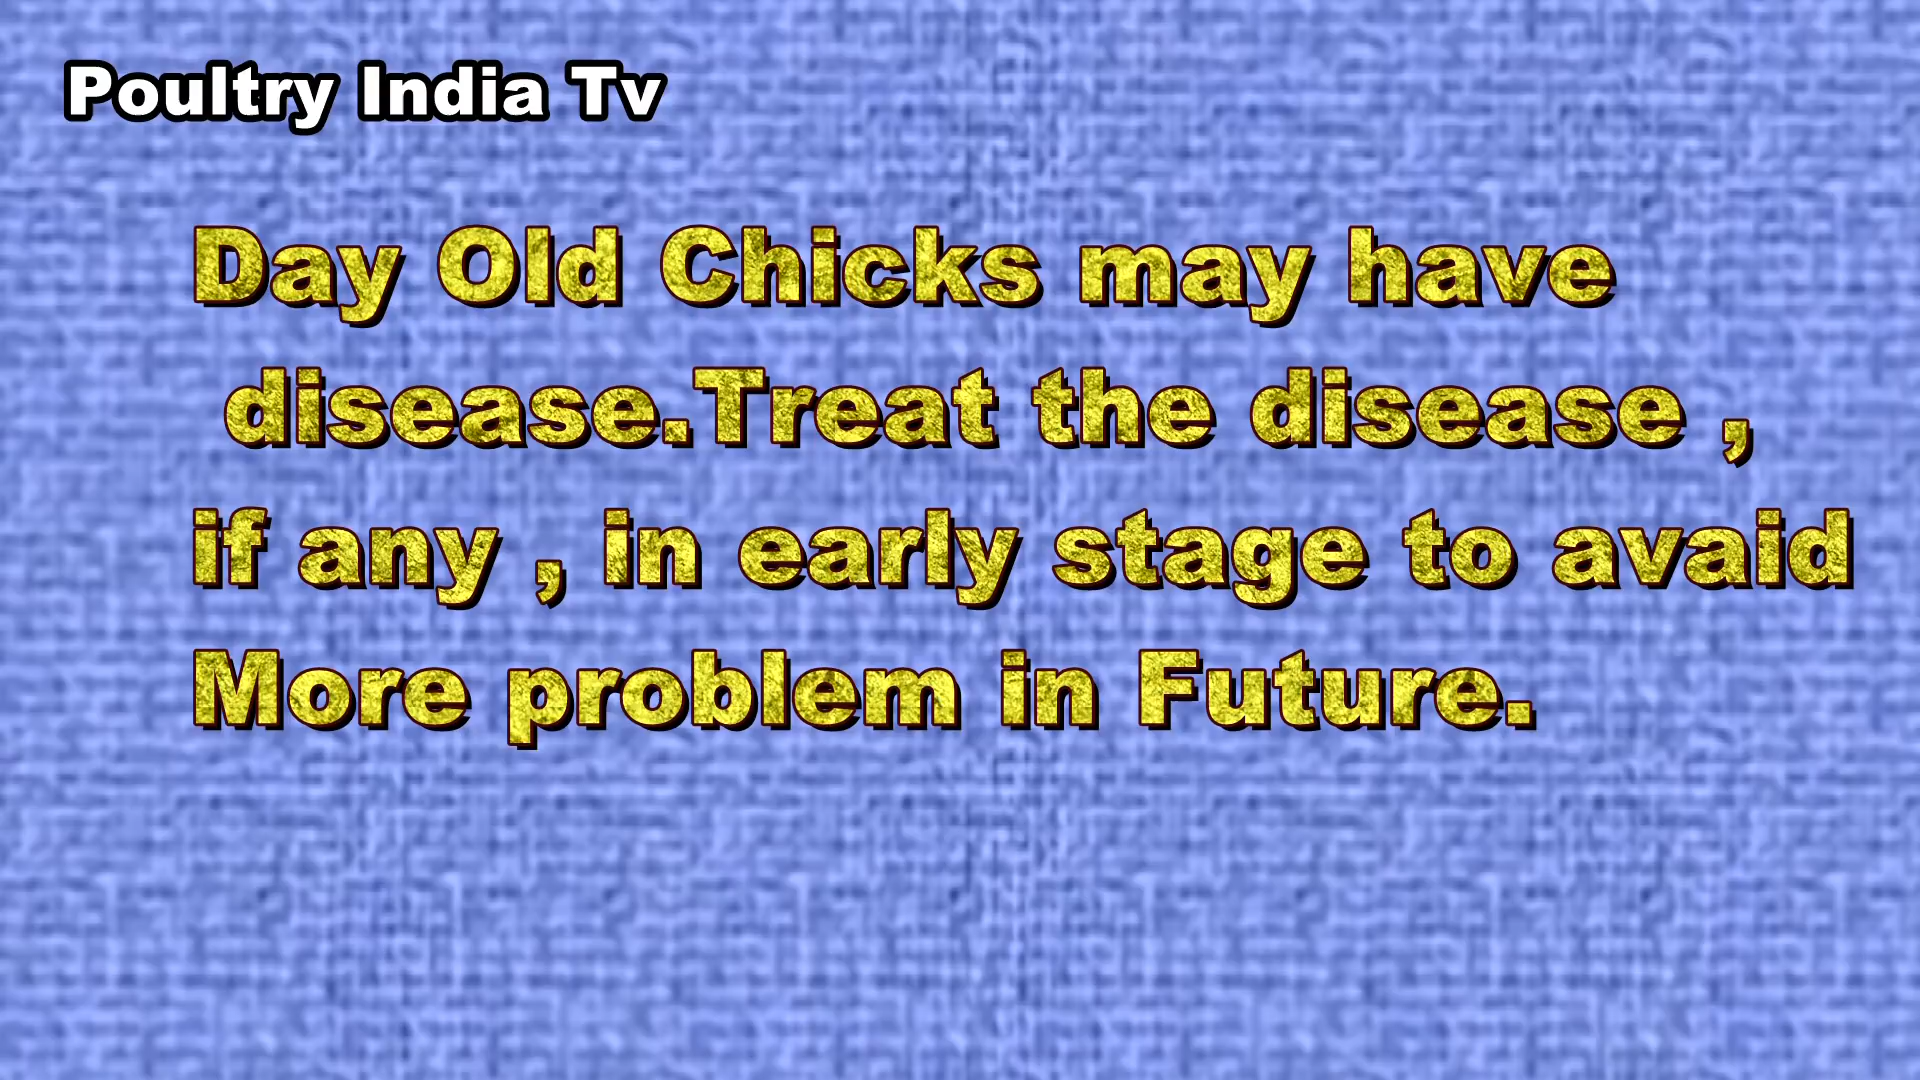 Poultry India Tv
Day Old Chicks may have
disease.Treat the disease ,
if any , in early stage to avaid
More problem in Future.